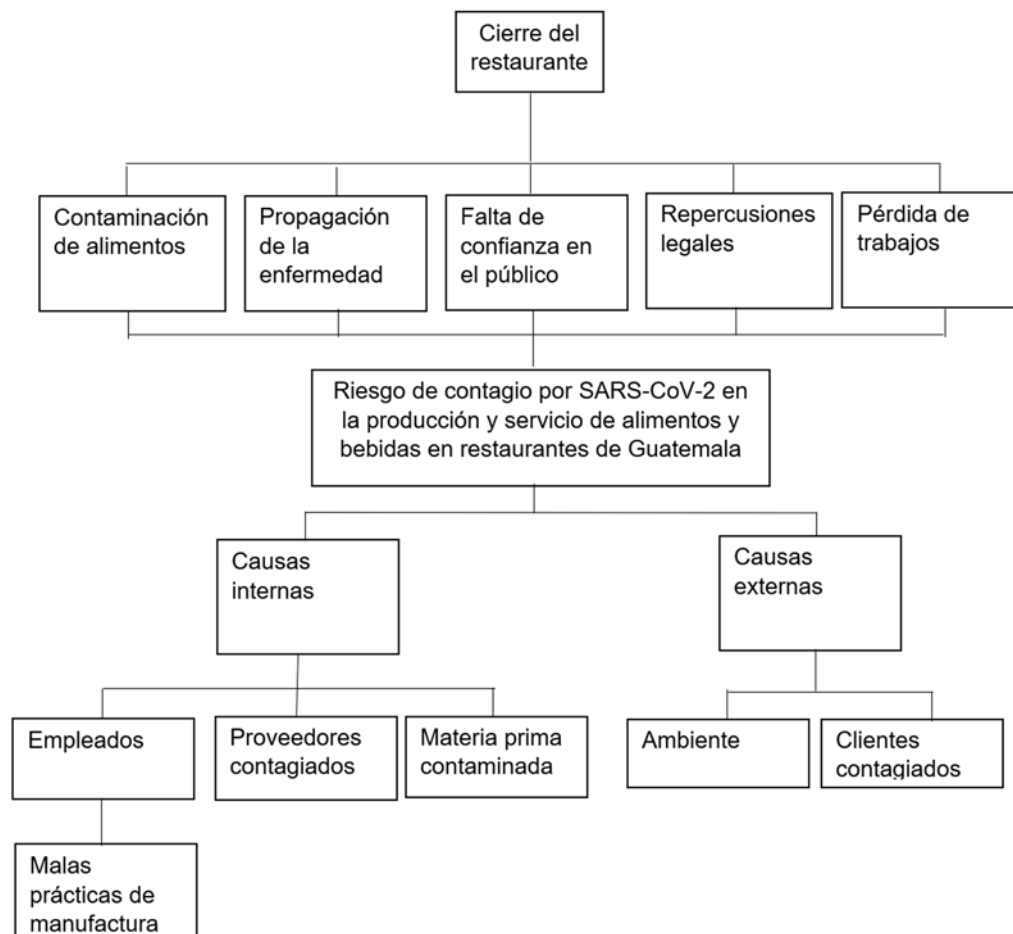 Cierre del
restaurante
Contaminación
de alimentos
Propagación
de la
enfermedad
Falta de
confianza en
el público
Repercusiones
legales
Pérdida de
trabajos
Riesgo de contagio por SARS-CoV-2 en
la producción y servicio de alimentos y
bebidas en restaurantes de Guatemala
Causas
internas
Causas
externas
Empleados
Proveedores
contagiados
Materia prima
contaminada
Ambiente
Clientes
contagiados
Malas
prácticas de
manufactura